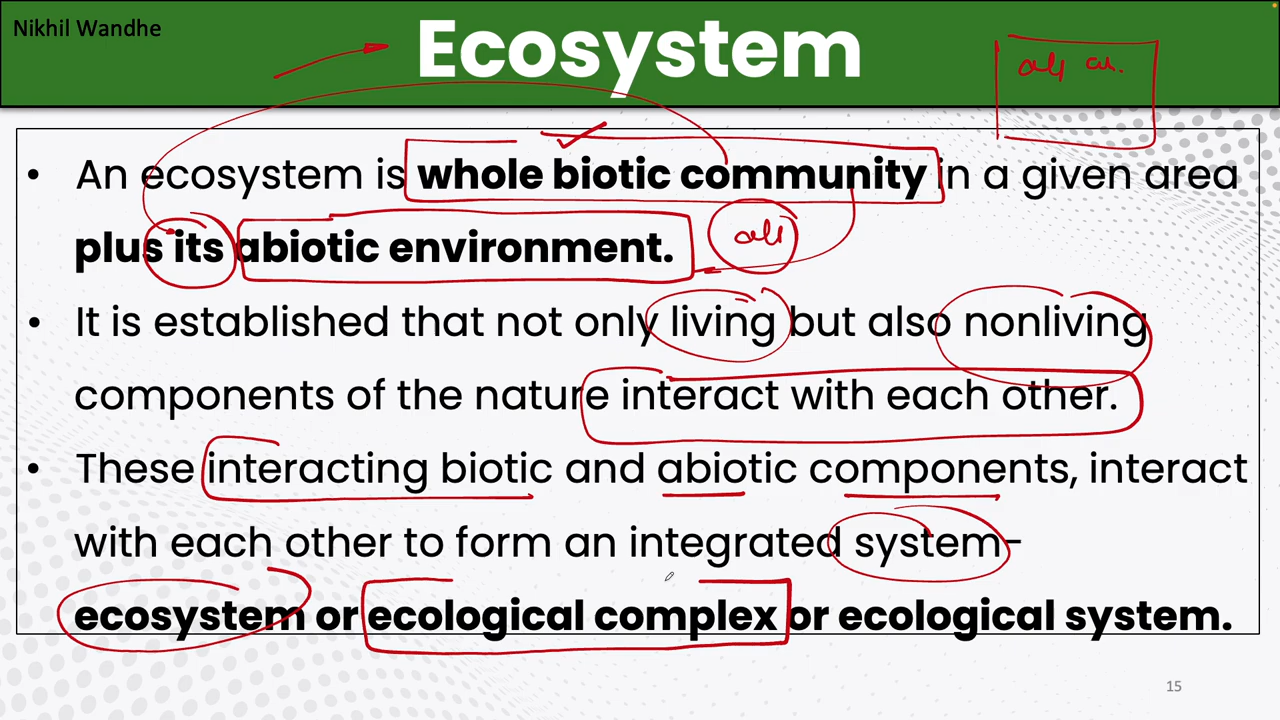 Nikhil Wandhe
Ecosystem
• An ecosystem is whole biotic community in a given area
plus its abiotic environment.
• It is established that not only living but also nonliving
components of the nature interact with each other.
• These interacting biotic and abiotic components, interact
with each other to form an integrated system-
ecosystem or ecological complex or ecological system.
15